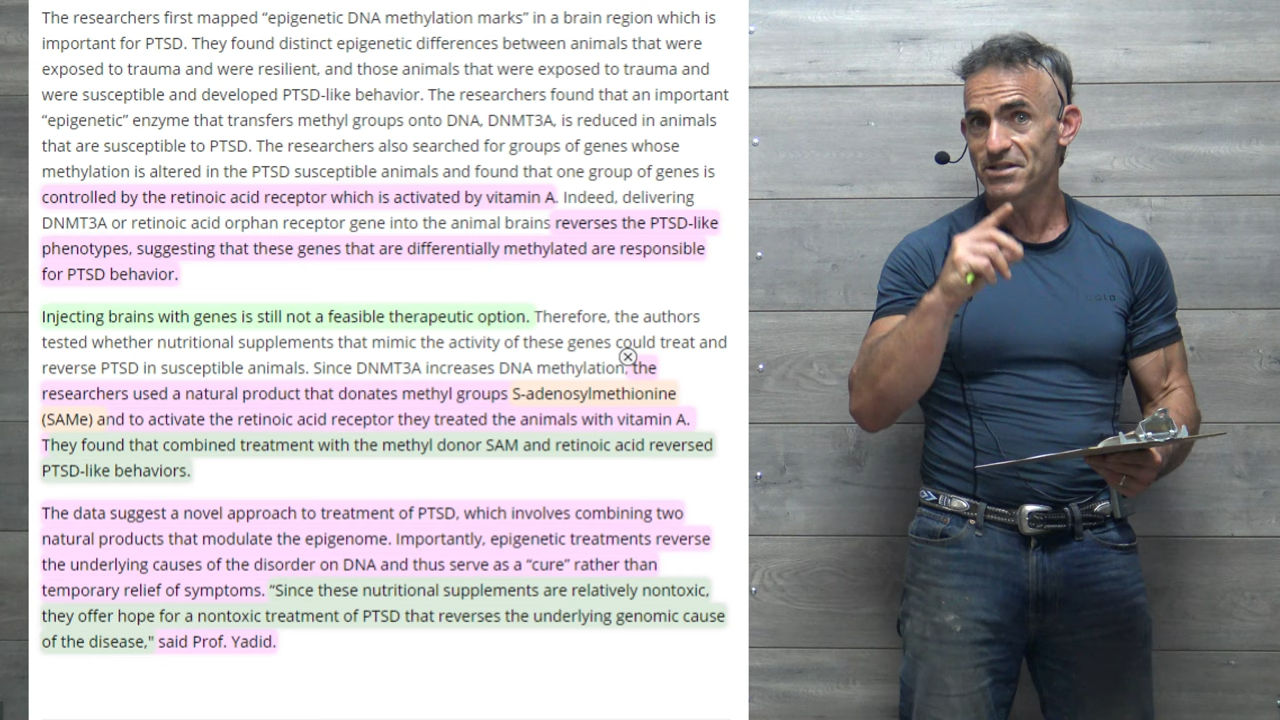 The researchers first mapped “epigenetic DNA methylation marks” in a brain region which is
important for PTSD. They found distinct epigenetic differences between animals that were
exposed to trauma and were resilient, and those animals that were exposed to trauma and
were susceptible and developed PTSD-like behavior. The researchers found that an important
“epigenetic” enzyme that transfers methyl groups onto DNA, DNMT3A, is reduced in animals
that are susceptible to PTSD. The researchers also searched for groups of genes whose
methylation is altered in the PTSD susceptible animals and found that one group of genes is
controlled by the retinoic acid receptor which is activated by vitamin A. Indeed, delivering
DNMT3A or retinoic acid orphan receptor gene into the animal brains reverses the PTSD-like
phenotypes, suggesting that these genes that are differentially methylated are responsible
for PTSD behavior.
Injecting brains with genes is still not a feasible therapeutic option. Therefore, the authors
tested whether nutritional supplements that mimic the activity of these genes could treat and
reverse PTSD in susceptible animals. Since DNMT3A increases DNA methylation, the
researchers used a natural product that donates methyl groups S-adenosylmethionine
(SAMe) and to activate the retinoic acid receptor they treated the animals with vitamin A.
They found that combined treatment with the methyl donor SAM and retinoic acid reversed
PTSD-like behaviors.
The data suggest a novel approach to treatment of PTSD, which involves combining two
natural products that modulate the epigenome. Importantly, epigenetic treatments reverse
the underlying causes of the disorder on DNA and thus serve as a “cure” rather than
temporary relief of symptoms. “Since these nutritional supplements are relatively nontoxic,
they offer hope for a nontoxic treatment of PTSD that reverses the underlying genomic cause
of the disease," said Prof. Yadid.